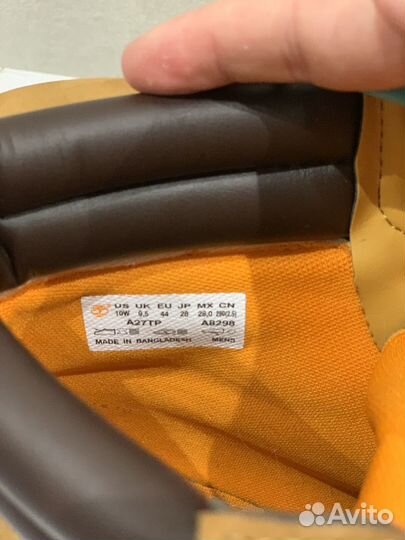 US UK EU JP MX CN
10W 9,5 44 28 28,0 280(2.5)
A27TP A8298
MADE IN BANGLADESH MENS
Avito